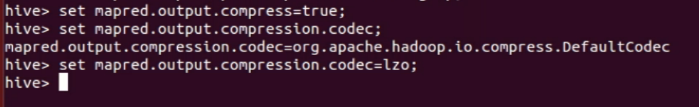 hive> set mapred.output.compress=true;
hive> set mapred.output.compression.codec;
mapred.output.compression.codec=org.apache.hadoop.io.compress.DefaultCodec
hive> set mapred.output.compression.codec=lzo;
hive>